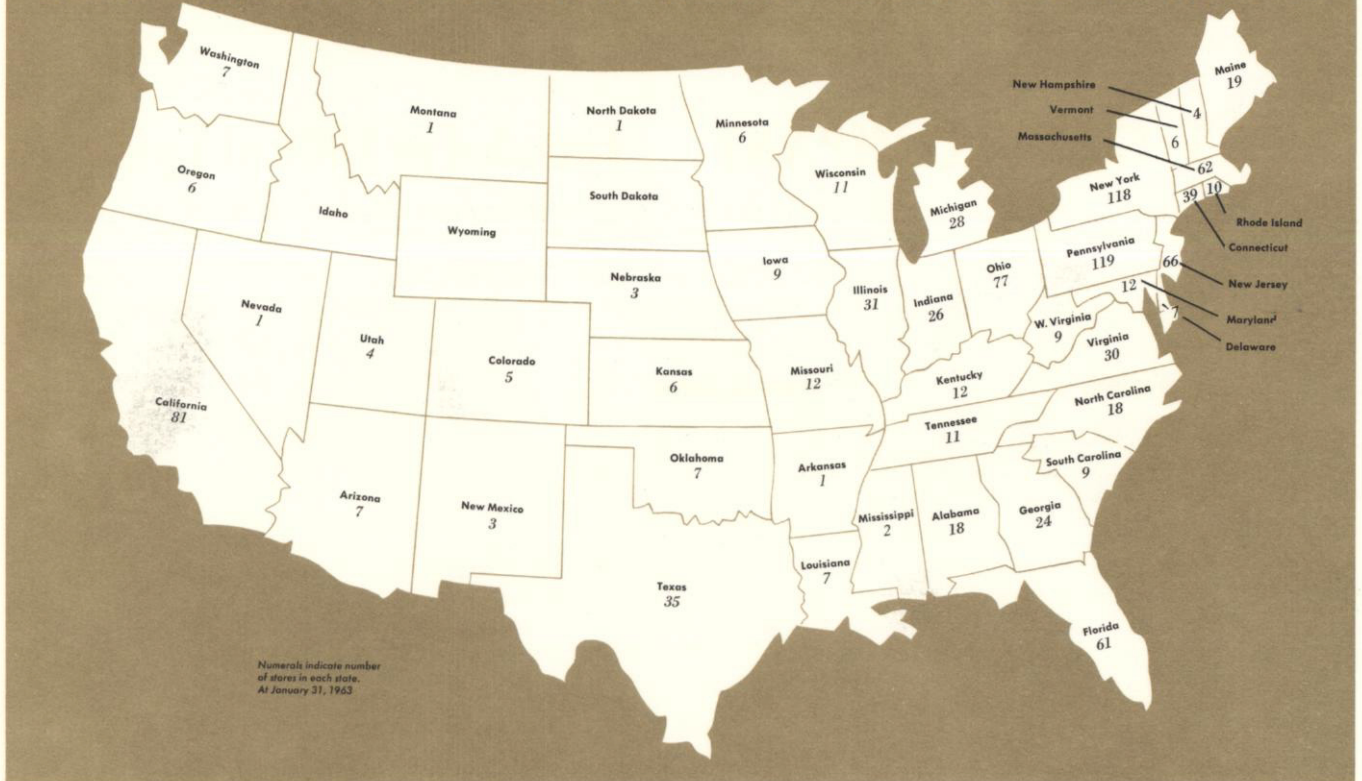 Washington
7
Montana
1
North Dakota
1
Minnesota
6
Oregon
6
Idaho
Wyoming
South Dakota
Wisconsin
11
Michigan
28
New York
118
New Hampshire
4
Vermont
6
Massachusetts
62
Maine
19
39
10
Rhode Island
Connecticut
Nevada
1
Utah
4
Colorado
5
Nebraska
3
Iowa
9
Illinois
31
Indiana
26
Ohio
77
Pennsylvania
119
66
New Jersey
12
Maryland
7
Delaware
W. Virginia
9
Virginia
30
California
81
Kansas
6
Missouri
12
Kentucky
12
Tennessee
11
North Carolina
18
South Carolina
9
Arizona
7
New Mexico
3
Oklahoma
7
Arkansas
1
Mississippi
2
Alabama
18
Georgia
24
Texas
35
Louisiana
7
Florida
61
Numerals indicate number
of stores in each state.
At January 31, 1963